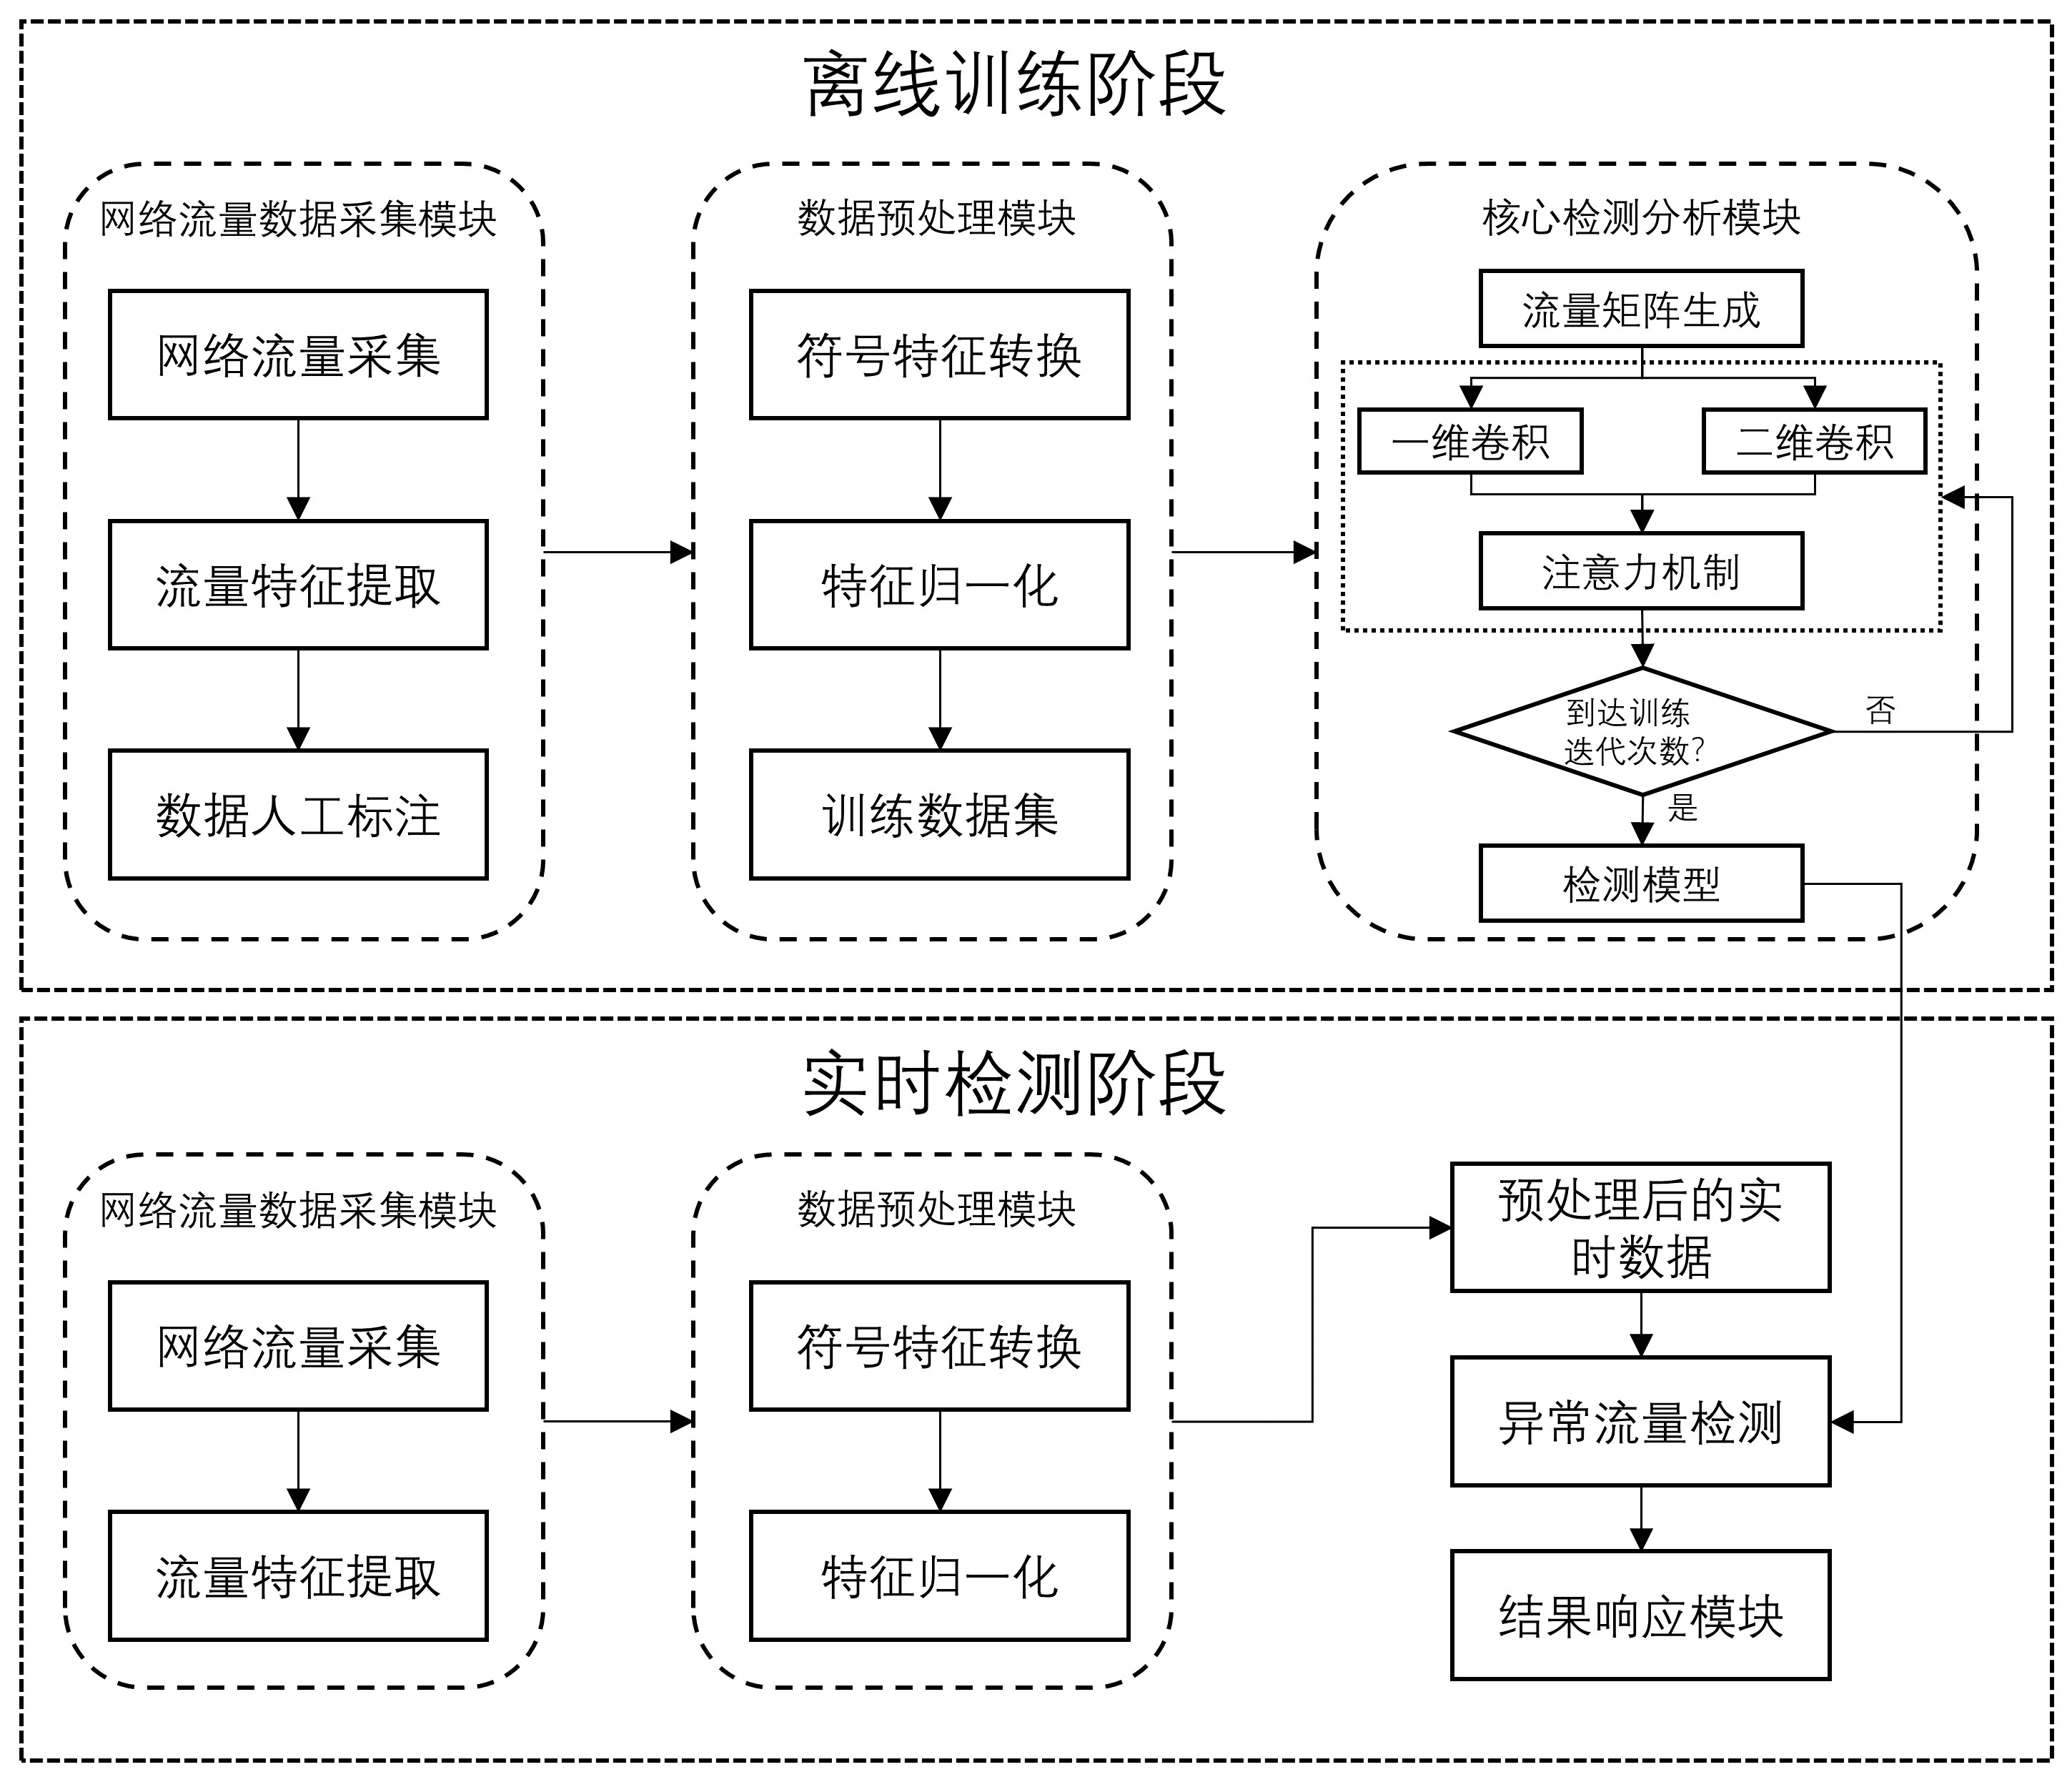 离线训练阶段
网络流量数据采集模块
网络流量采集
流量特征提取
数据人工标注
数据预处理模块
符号特征转换
特征归一化
训练数据集
核心检测分析模块
流量矩阵生成
一维卷积
二维卷积
注意力机制
到达训练
迭代次数?
否
是
检测模型
实时检测阶段
网络流量数据采集模块
网络流量采集
流量特征提取
数据预处理模块
符号特征转换
特征归一化
预处理后的实
时数据
异常流量检测
结果响应模块